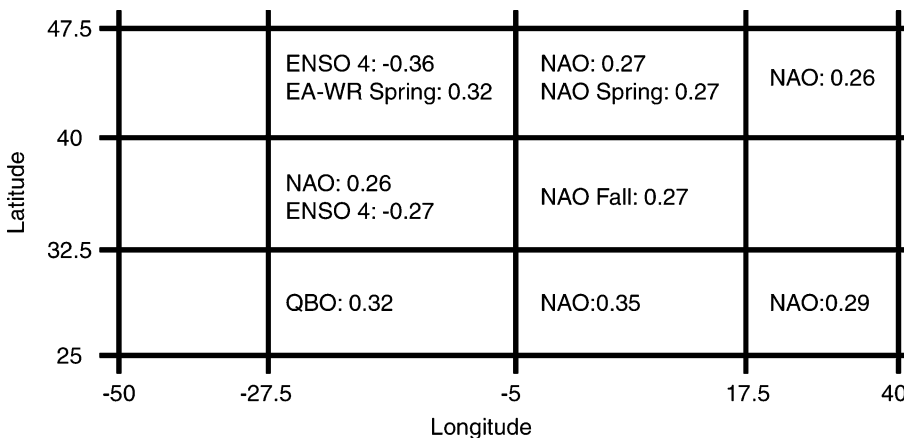 47.5
ENSO 4: -0.36
EA-WR Spring: 0.32
NAO: 0.27
NAO Spring: 0.27
NAO: 0.26
40
NAO: 0.26
ENSO 4: -0.27
NAO Fall: 0.27
Latitude
32.5
QBO: 0.32
NAO:0.35
NAO:0.29
25
-50
-27.5
-5
17.5
40
Longitude